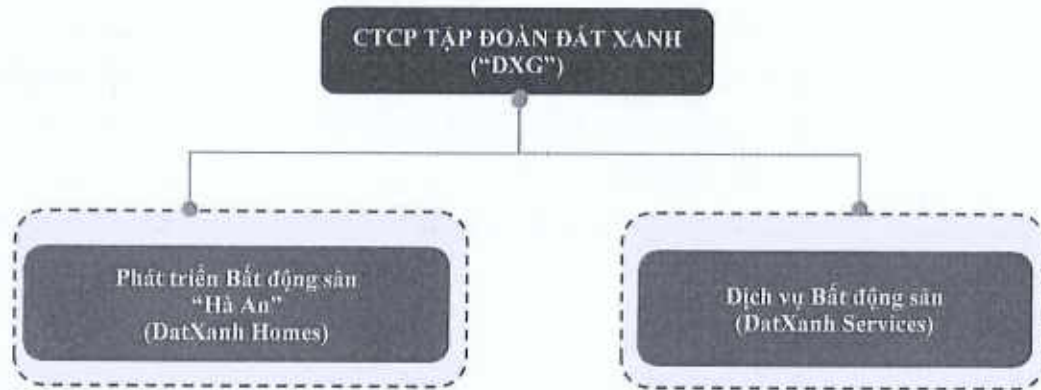 CTCP TẬP ĐOÀN ĐẤT XANH
(“DXG”)
Phát triển Bất động sản
“Hà An”
(DatXanh Homes)
Dịch vụ Bất động sản
(DatXanh Services)